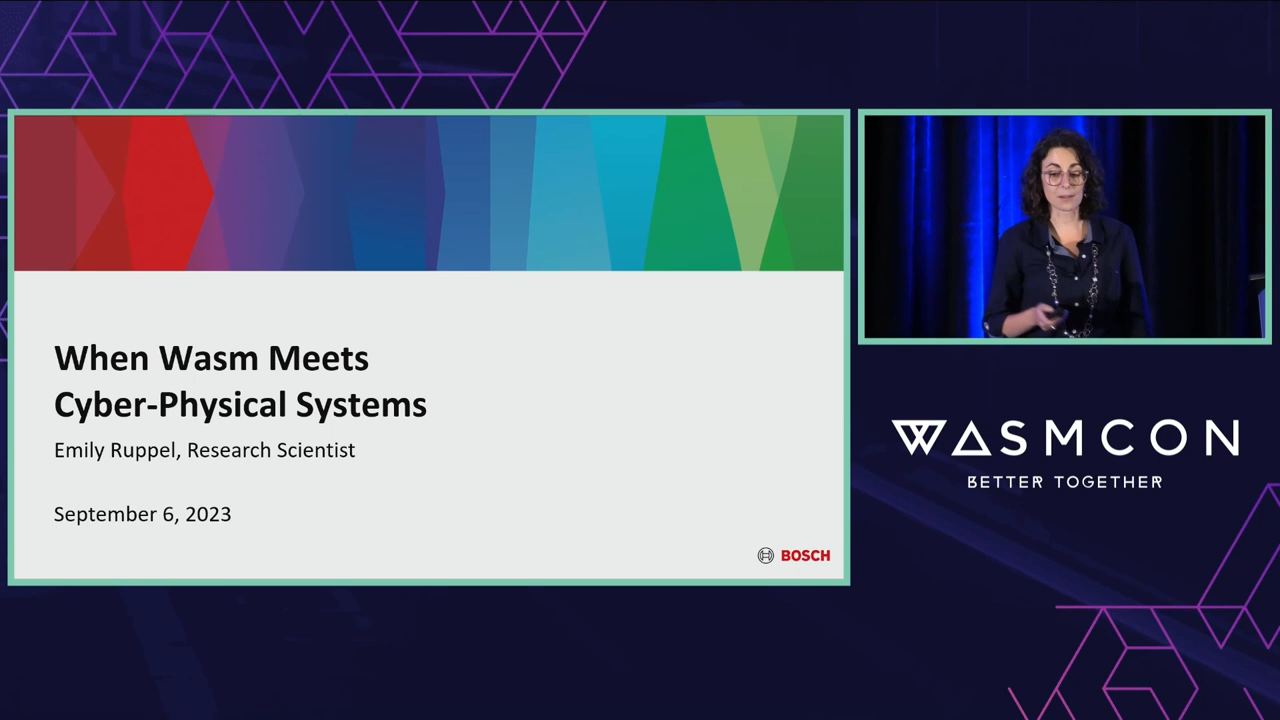 When Wasm Meets
Cyber-Physical Systems
Emily Ruppel, Research Scientist
September 6, 2023
BOSCH
WASMCON
BETTER TOGETHER